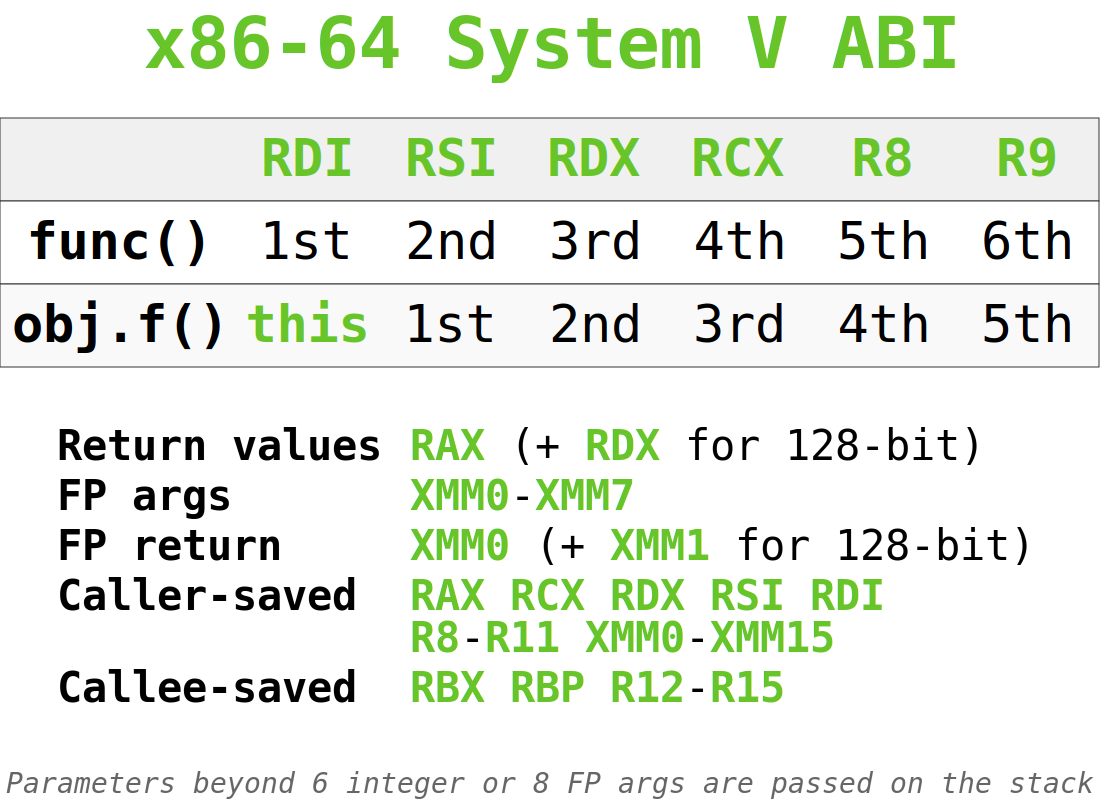 x86-64 System V ABI
RDI RSI RDX RCX R8 R9
func() 1st 2nd 3rd 4th 5th 6th
obj.f() this 1st 2nd 3rd 4th 5th
Return values RAX (+ RDX for 128-bit)
FP args XMM0-XMM7
FP return XMM0 (+ XMM1 for 128-bit)
Caller-saved RAX RCX RDX RSI RDI
R8-R11 XMM0-XMM15
Callee-saved RBX RBP R12-R15
Parameters beyond 6 integer or 8 FP args are passed on the stack